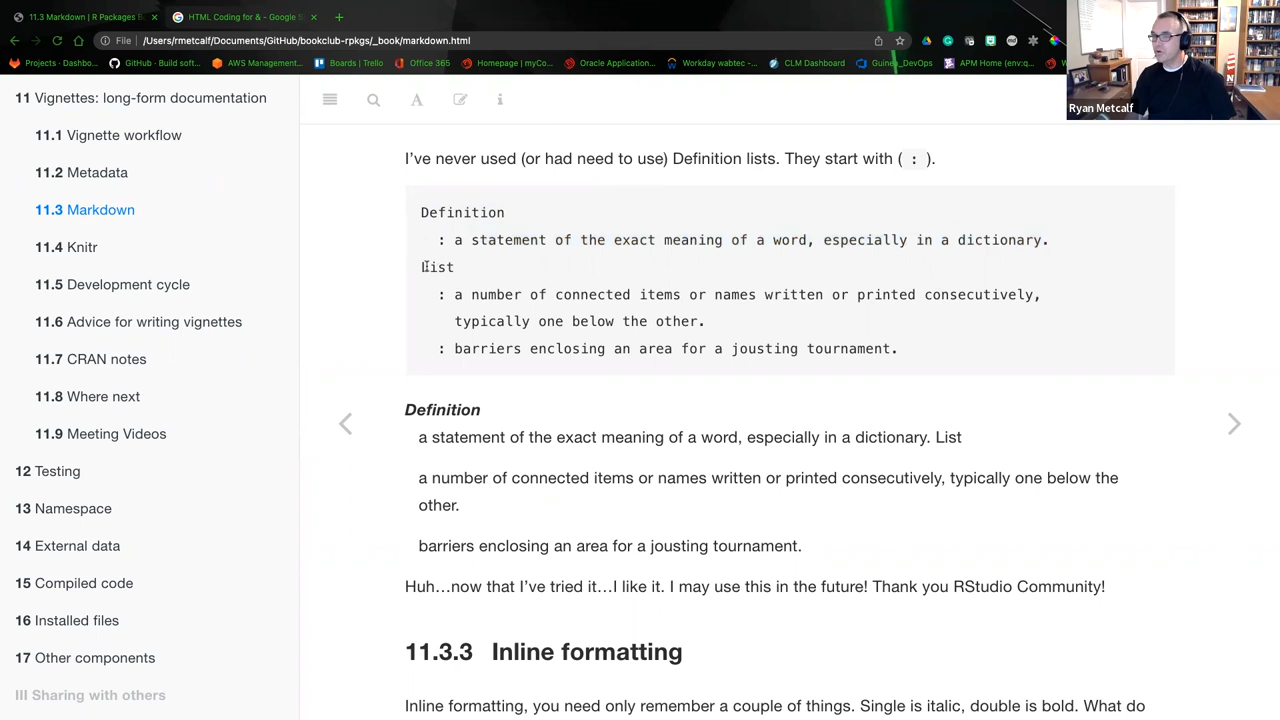 11.3 Markdown | R Packages B
HTML Coding for & - Google S
File
/Users/rmetcalf/Documents/GitHub/bookclub-rpkgs/_book/markdown.html
Projects - Dashbo...
GitHub · Build soft...
AWS Management...
Boards | Trello
Office 365
Homepage | myCo...
Oracle Application...
Workday wabtec -...
CLM Dashboard
Guinea_DevOps
APM Home (env:q...
Ryan Metcalf
11 Vignettes: long-form documentation
11.1 Vignette workflow
11.2 Metadata
11.3 Markdown
11.4 Knitr
11.5 Development cycle
11.6 Advice for writing vignettes
11.7 CRAN notes
11.8 Where next
11.9 Meeting Videos
12 Testing
13 Namespace
14 External data
15 Compiled code
16 Installed files
17 Other components
III Sharing with others
I've never used (or had need to use) Definition lists. They start with ( : ).
Definition
: a statement of the exact meaning of a word, especially in a dictionary.
List
: a number of connected items or names written or printed consecutively,
typically one below the other.
: barriers enclosing an area for a jousting tournament.
Definition
a statement of the exact meaning of a word, especially in a dictionary. List
a number of connected items or names written or printed consecutively, typically one below the
other.
barriers enclosing an area for a jousting tournament.
Huh…now that I've tried it…I like it. I may use this in the future! Thank you RStudio Community!
11.3.3 Inline formatting
Inline formatting, you need only remember a couple of things. Single is italic, double is bold. What do